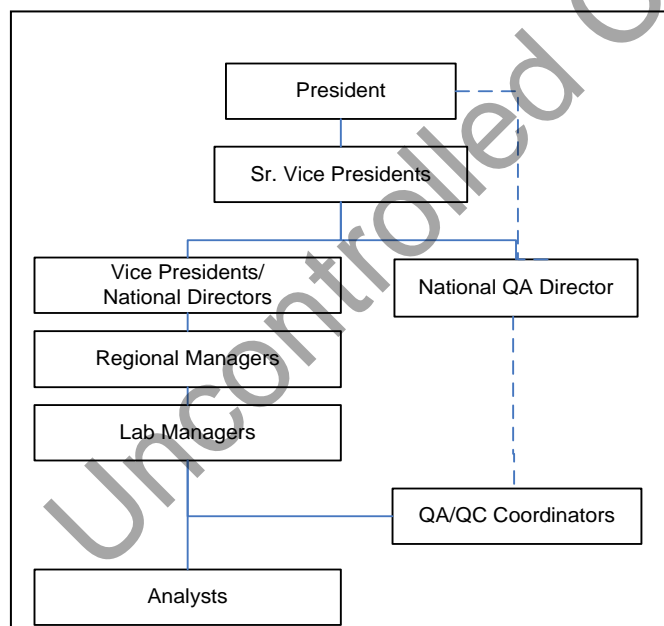 President
Sr. Vice Presidents
Vice Presidents/
National Directors
National QA Director
Regional Managers
Lab Managers
QA/QC Coordinators
Analysts
Uncontrolled